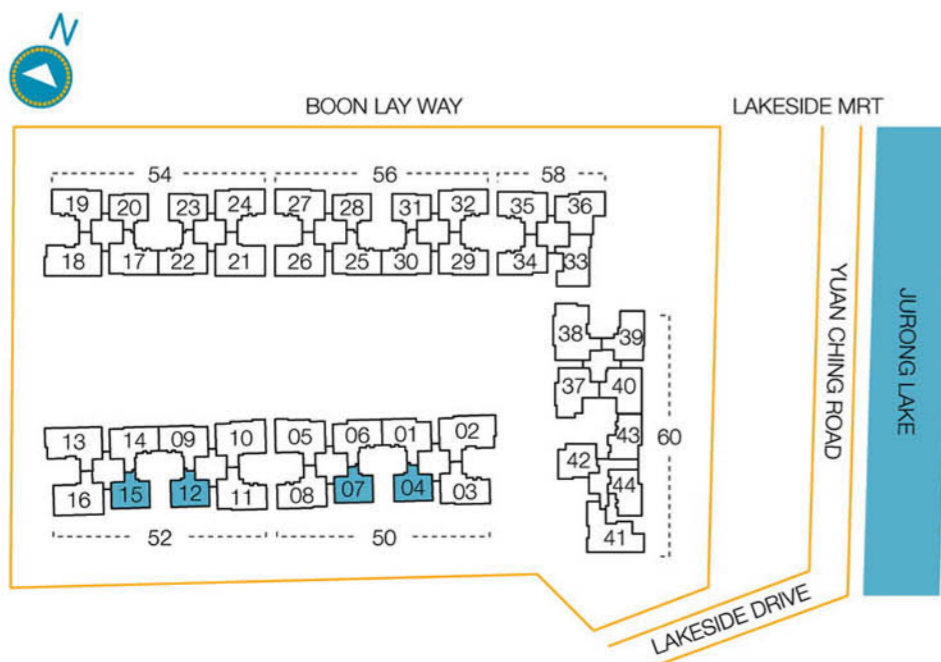 N
BOON LAY WAY
LAKESIDE MRT
54
56
58
19 20 23 24 27 28 31 32 35 36
18 17 22 21 26 25 30 29 34 33
38 39
37 40
43
42
44
41
60
13 14 09 10 05 06 01 02
16 15 12 11 08 07 04 03
52
50
YUAN CHING ROAD
JURONG LAKE
LAKESIDE DRIVE